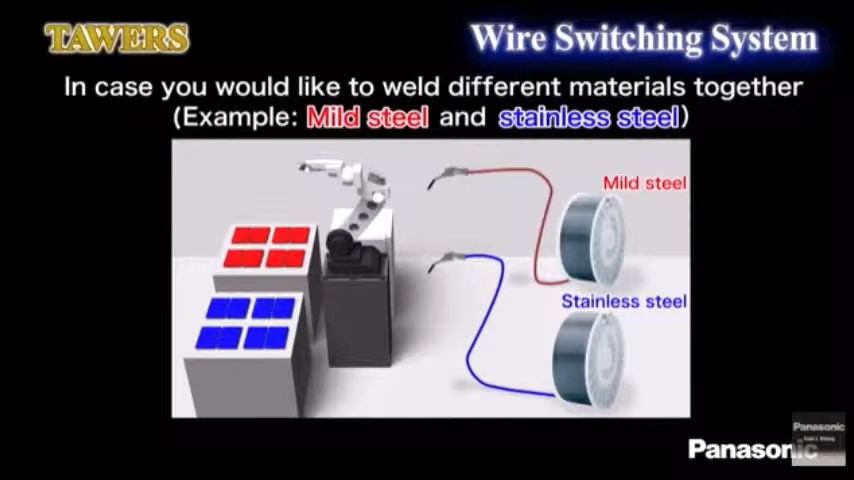 TAWERS
Wire Switching System
In case you would like to weld different materials together
(Example: Mild steel and stainless steel)
Mild steel
Stainless steel
Panasonic
Panasonic